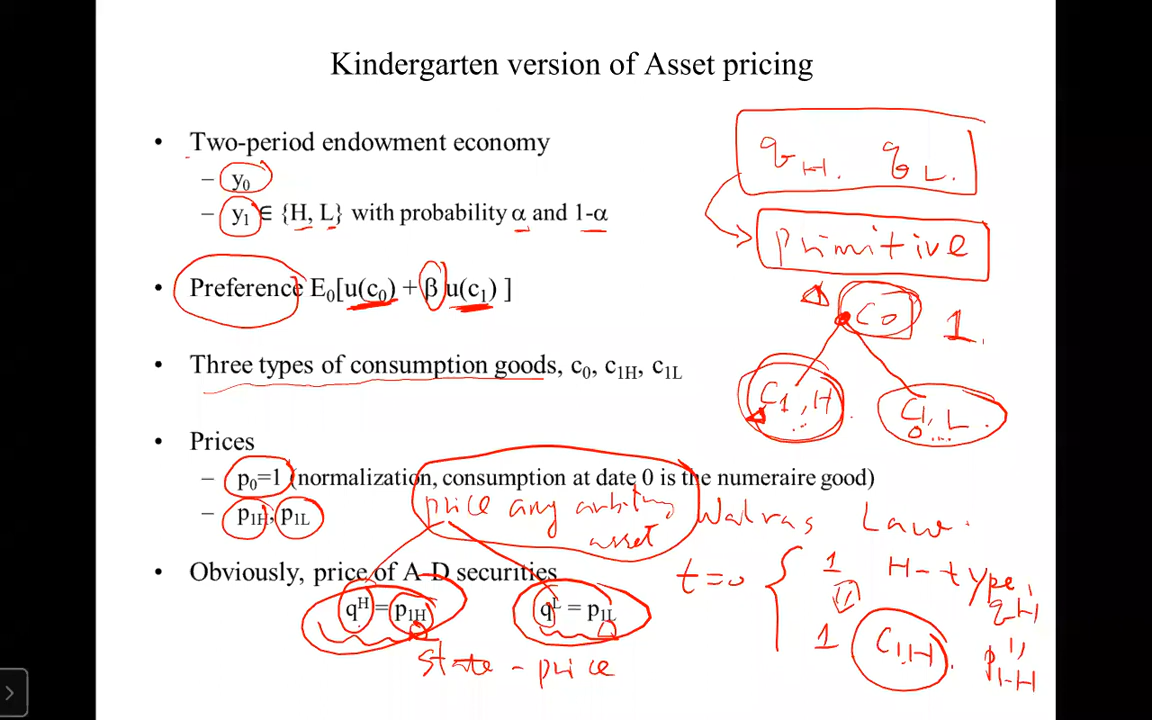 Kindergarten version of Asset pricing
• Two-period endowment economy
– y0
– y1 ∈ {H, L} with probability α and 1-α
• Preference E0[u(c0) + β u(c1) ]
• Three types of consumption goods, c0, c1H, c1L
• Prices
– p0=1 (normalization, consumption at date 0 is the numeraire good)
– p1H, p1L
• Obviously, price of A-D securities
q^H = p1H q^L = p1L
qH. qL.
Primitive
C0 1.
C1,H C1,L
price any arbitrary
asset
Walras Law.
t=0 { 1 H-type, qH
1 C1,H. p1-H
state-price